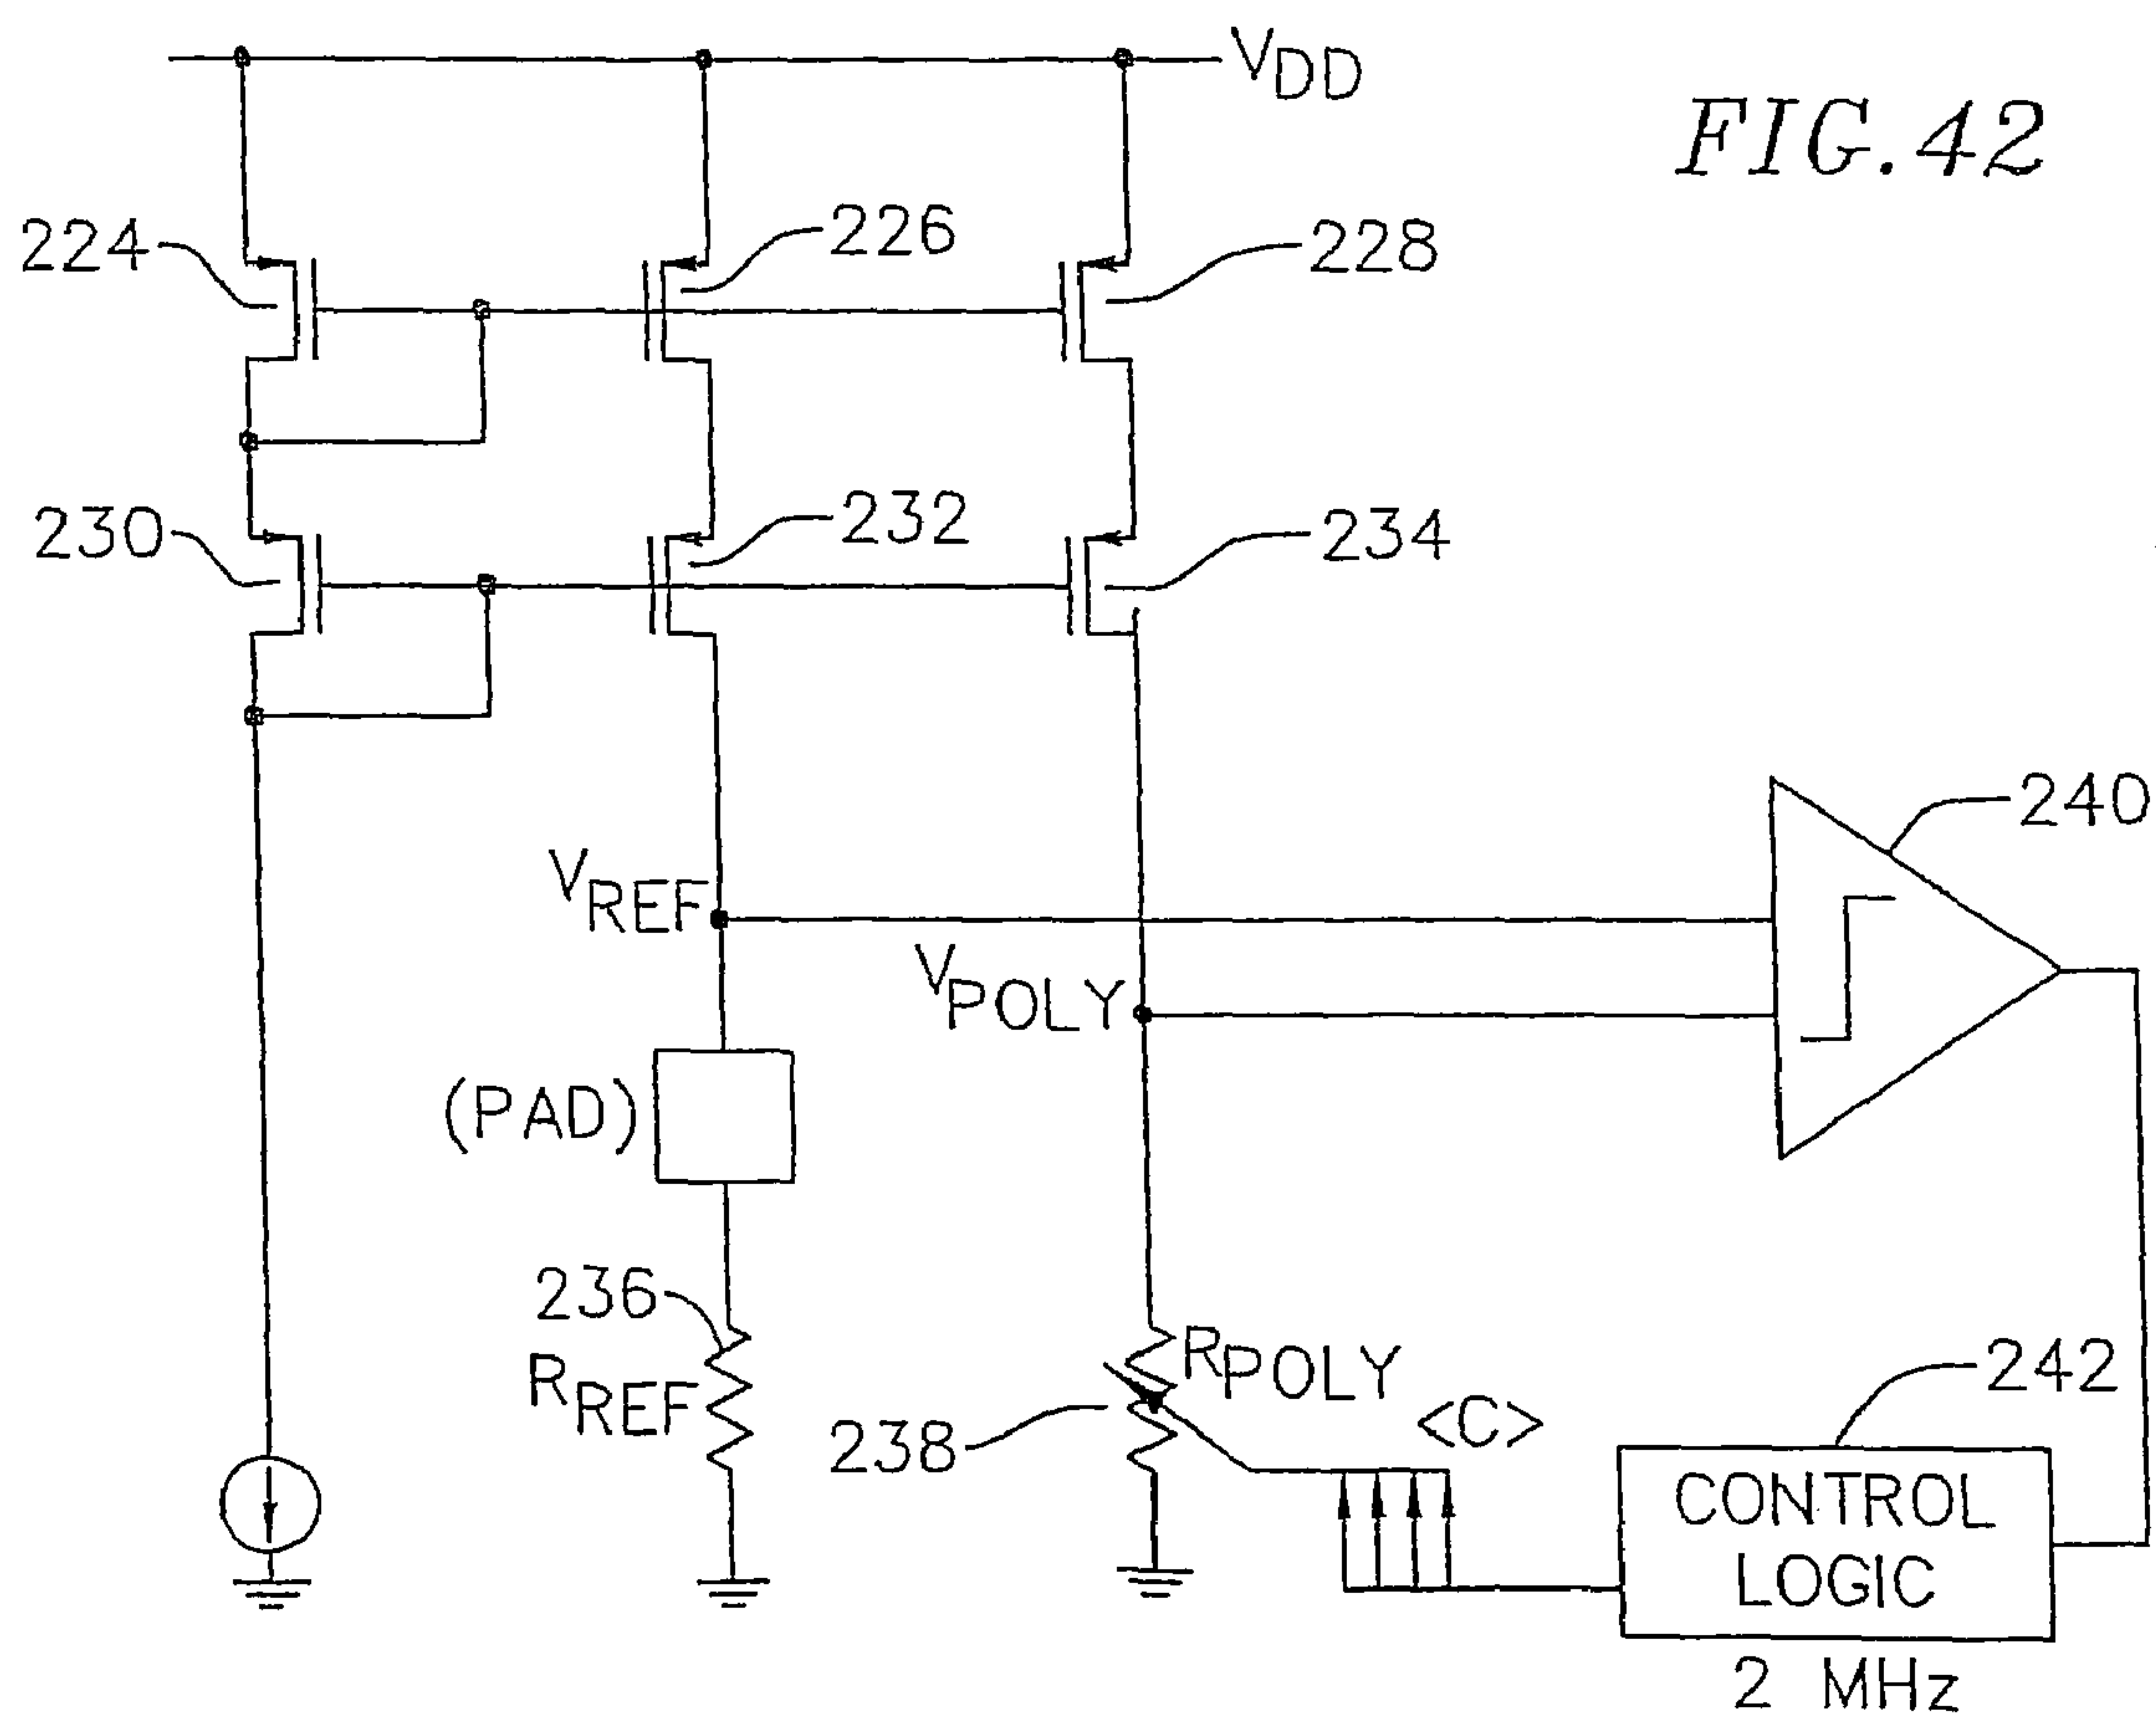 VDD
FIG. 42
224
226
228
230
232
234
240
VREF
VPOLY
(PAD)
236
RREF
RPOLY
238
<C>
242
CONTROL
LOGIC
2 MHz